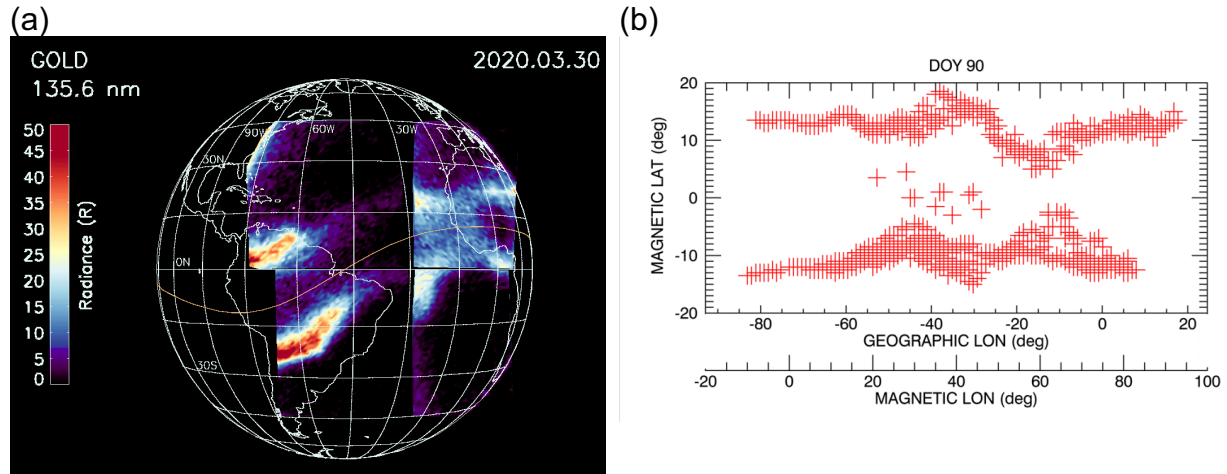 (a)
GOLD
135.6 nm
2020.03.30
50
45
40
35
30
25
20
15
10
5
0
Radiance (R)
90W
60W
30W
30N
0N
30S
(b)
DOY 90
20
10
0
-10
-20
MAGNETIC LAT (deg)
-80 -60 -40 -20 0 20
GEOGRAPHIC LON (deg)
-20 0 20 40 60 80 100
MAGNETIC LON (deg)